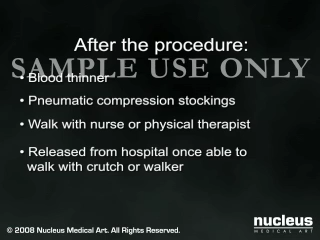 After the procedure:
SAMPLE USE ONLY
• Blood thinner
• Pneumatic compression stockings
• Walk with nurse or physical therapist
• Released from hospital once able to
walk with crutch or walker
nucleus
MEDICAL ART
© 2008 Nucleus Medical Art. All Rights Reserved.